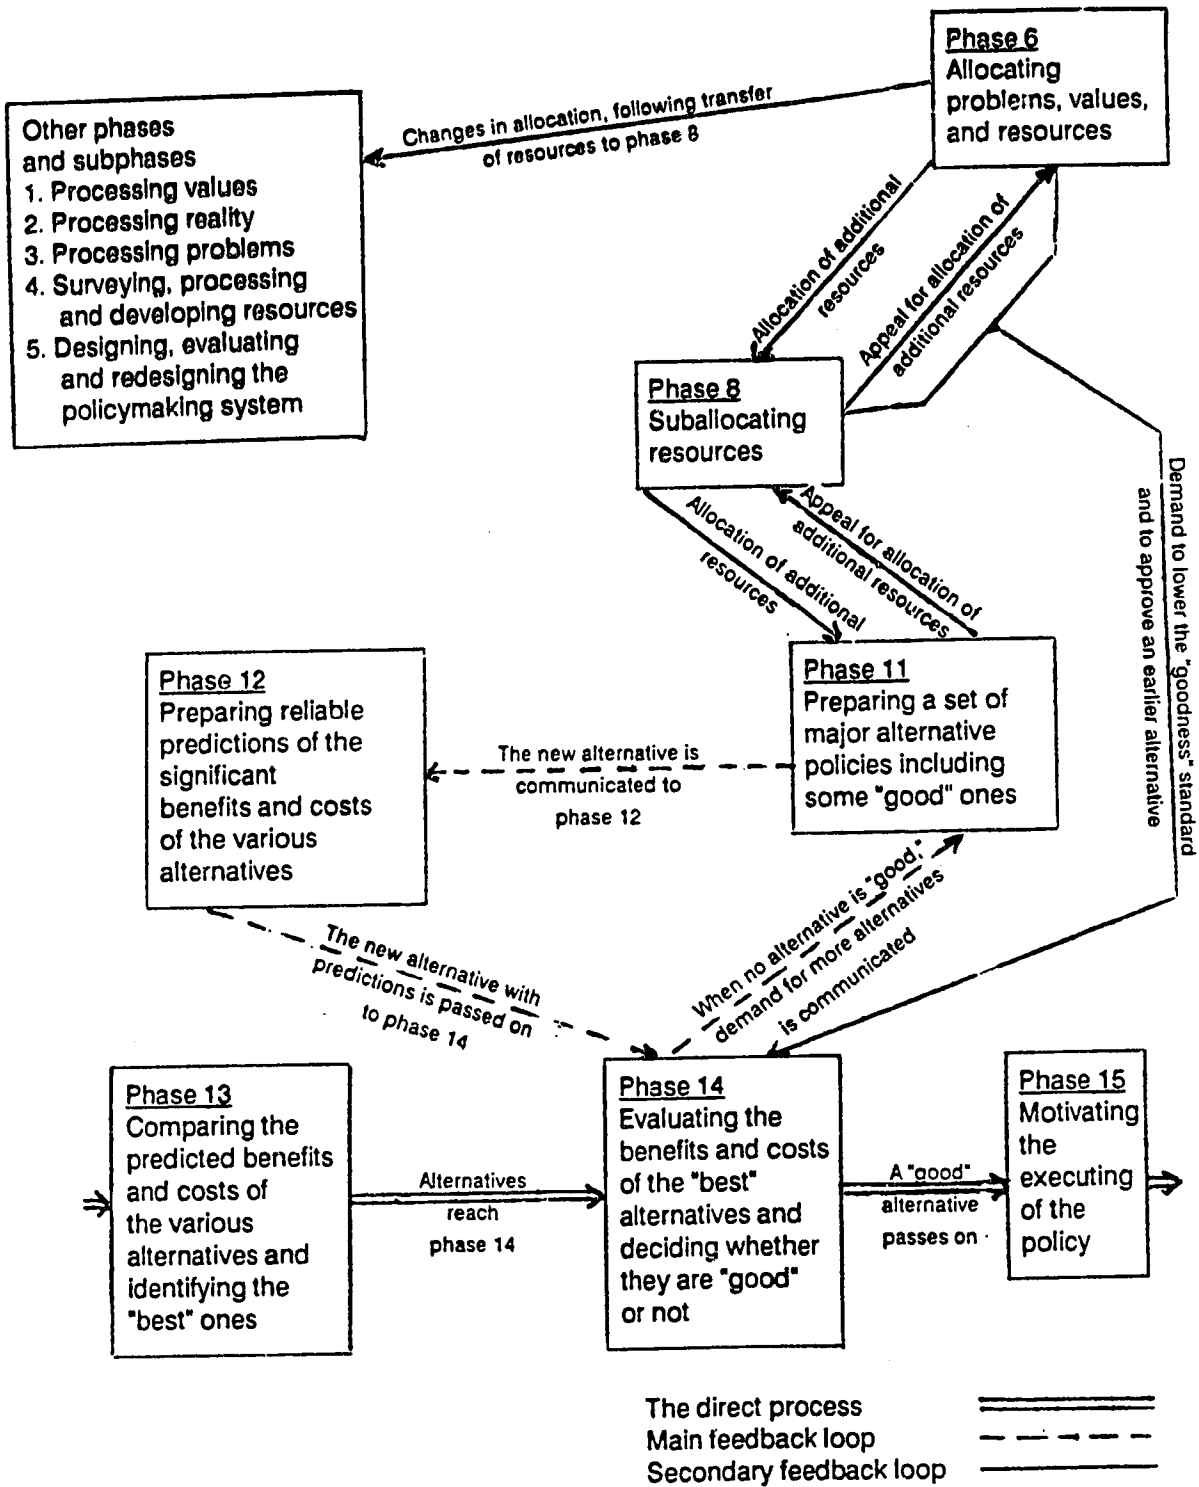 Phase 6
Allocating
problems, values,
and resources
Other phases
and subphases
1. Processing values
2. Processing reality
3. Processing problems
4. Surveying, processing
and developing resources
5. Designing, evaluating
and redesigning the
policymaking system
Changes in allocation, following transfer
of resources to phase 8
Allocation of additional
resources
Appeal for allocation of
additional resources
Phase 8
Suballocating
resources
Allocation of additional
resources
Appeal for allocation of
additional resources
Demand to lower the "goodness" standard
and to approve an earlier alternative
Phase 11
Preparing a set of
major alternative
policies including
some "good" ones
The new alternative is
communicated to
phase 12
Phase 12
Preparing reliable
predictions of the
significant
benefits and costs
of the various
alternatives
The new alternative with
predictions is passed on
to phase 14
When no alternative is "good,"
demand for more alternatives
is communicated
Phase 13
Comparing the
predicted benefits
and costs of
the various
alternatives and
identifying the
"best" ones
Alternatives
reach
phase 14
Phase 14
Evaluating the
benefits and costs
of the "best"
alternatives and
deciding whether
they are "good"
or not
A "good"
alternative
passes on
Phase 15
Motivating
the
executing
of the
policy
The direct process
Main feedback loop
Secondary feedback loop